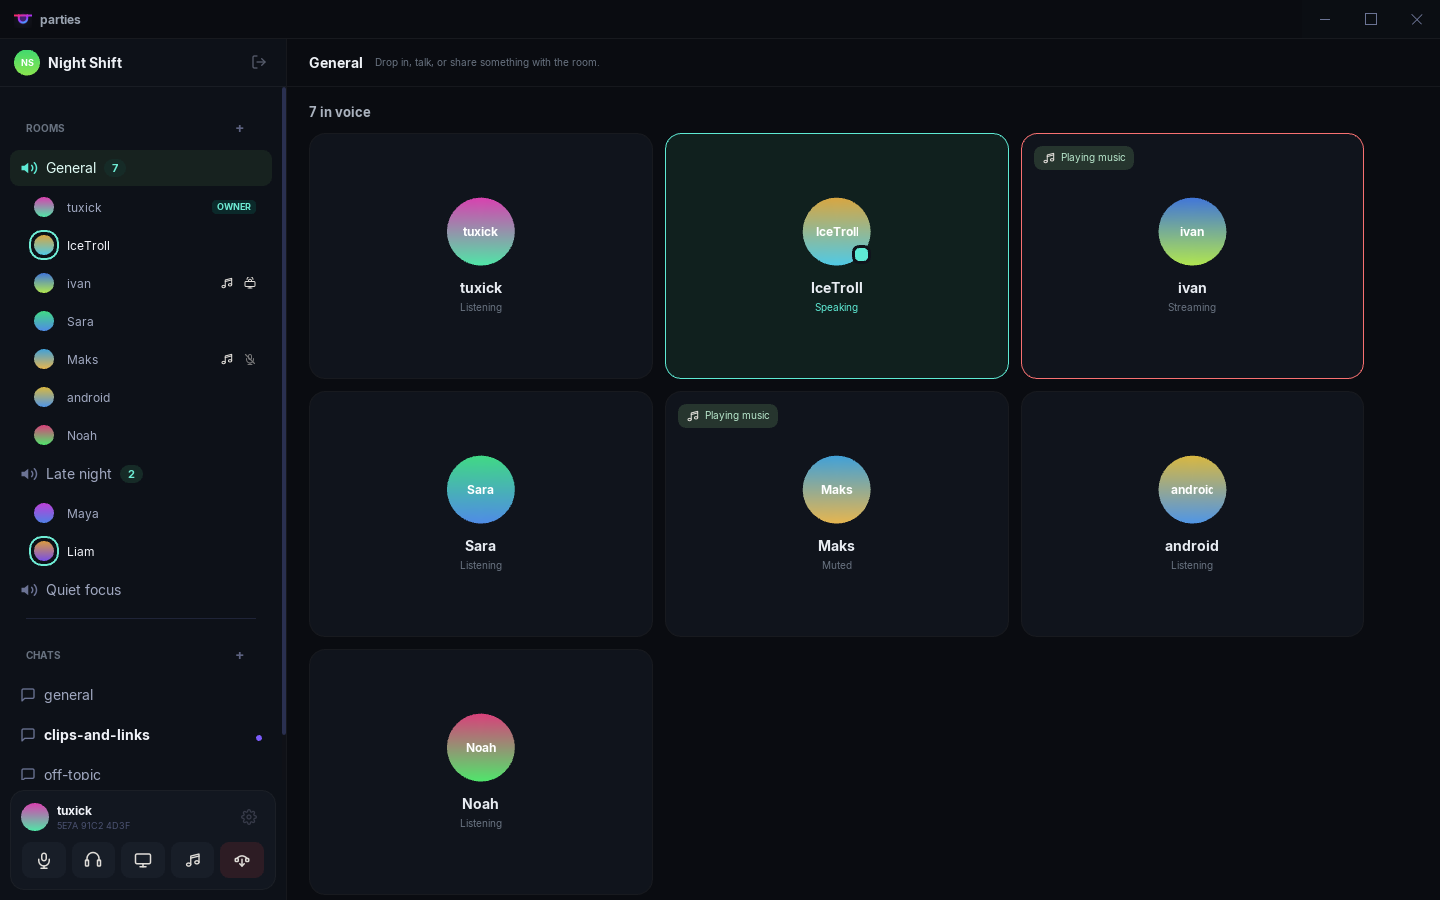 parties
NS Night Shift
ROOMS +
General 7
tuxick OWNER
IceTroll
ivan
Sara
Maks
android
Noah
Late night 2
Maya
Liam
Quiet focus
CHATS +
general
clips-and-links
off-topic
tuxick
5E7A 91C2 4D3F
General Drop in, talk, or share something with the room.
7 in voice
tuxick
tuxick
Listening
IceTroll
IceTroll
Speaking
Playing music
ivan
ivan
Streaming
Sara
Sara
Listening
Playing music
Maks
Maks
Muted
android
android
Listening
Noah
Noah
Listening